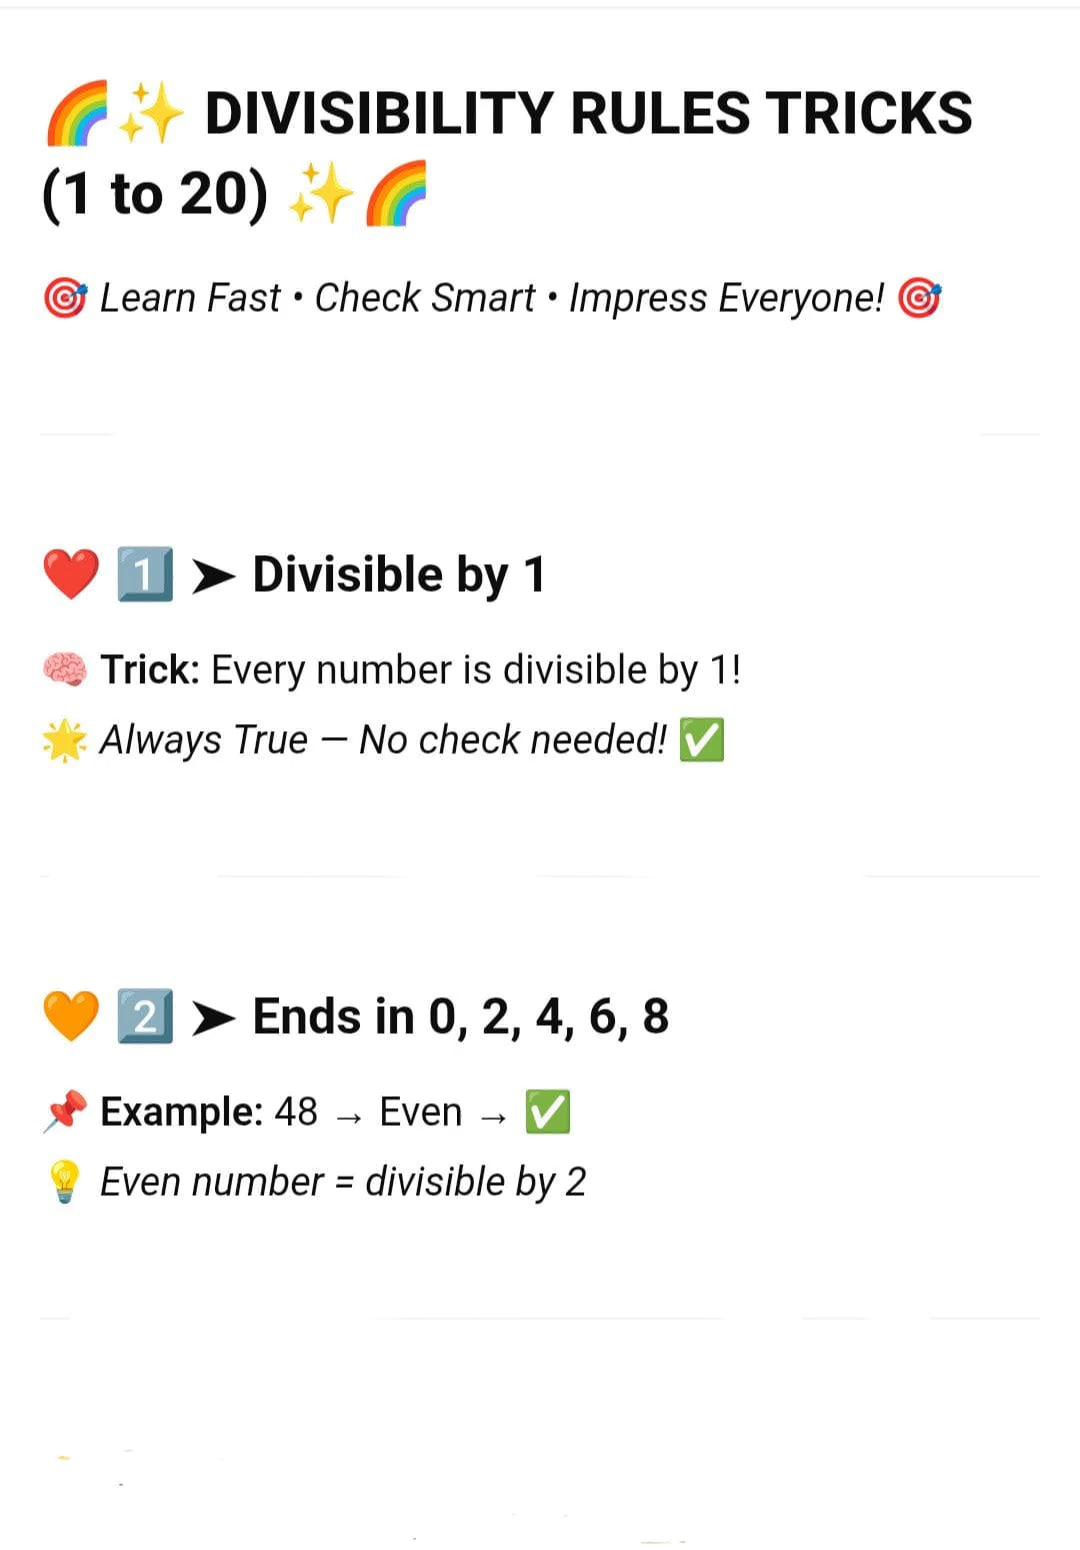 🌈✨ DIVISIBILITY RULES TRICKS
(1 to 20) ✨🌈
🎯 Learn Fast • Check Smart • Impress Everyone! 🎯
❤️ 1️⃣ ➤ Divisible by 1
🧠 Trick: Every number is divisible by 1!
🌟 Always True — No check needed! ✅
🧡 2️⃣ ➤ Ends in 0, 2, 4, 6, 8
📌 Example: 48 → Even → ✅
💡 Even number = divisible by 2